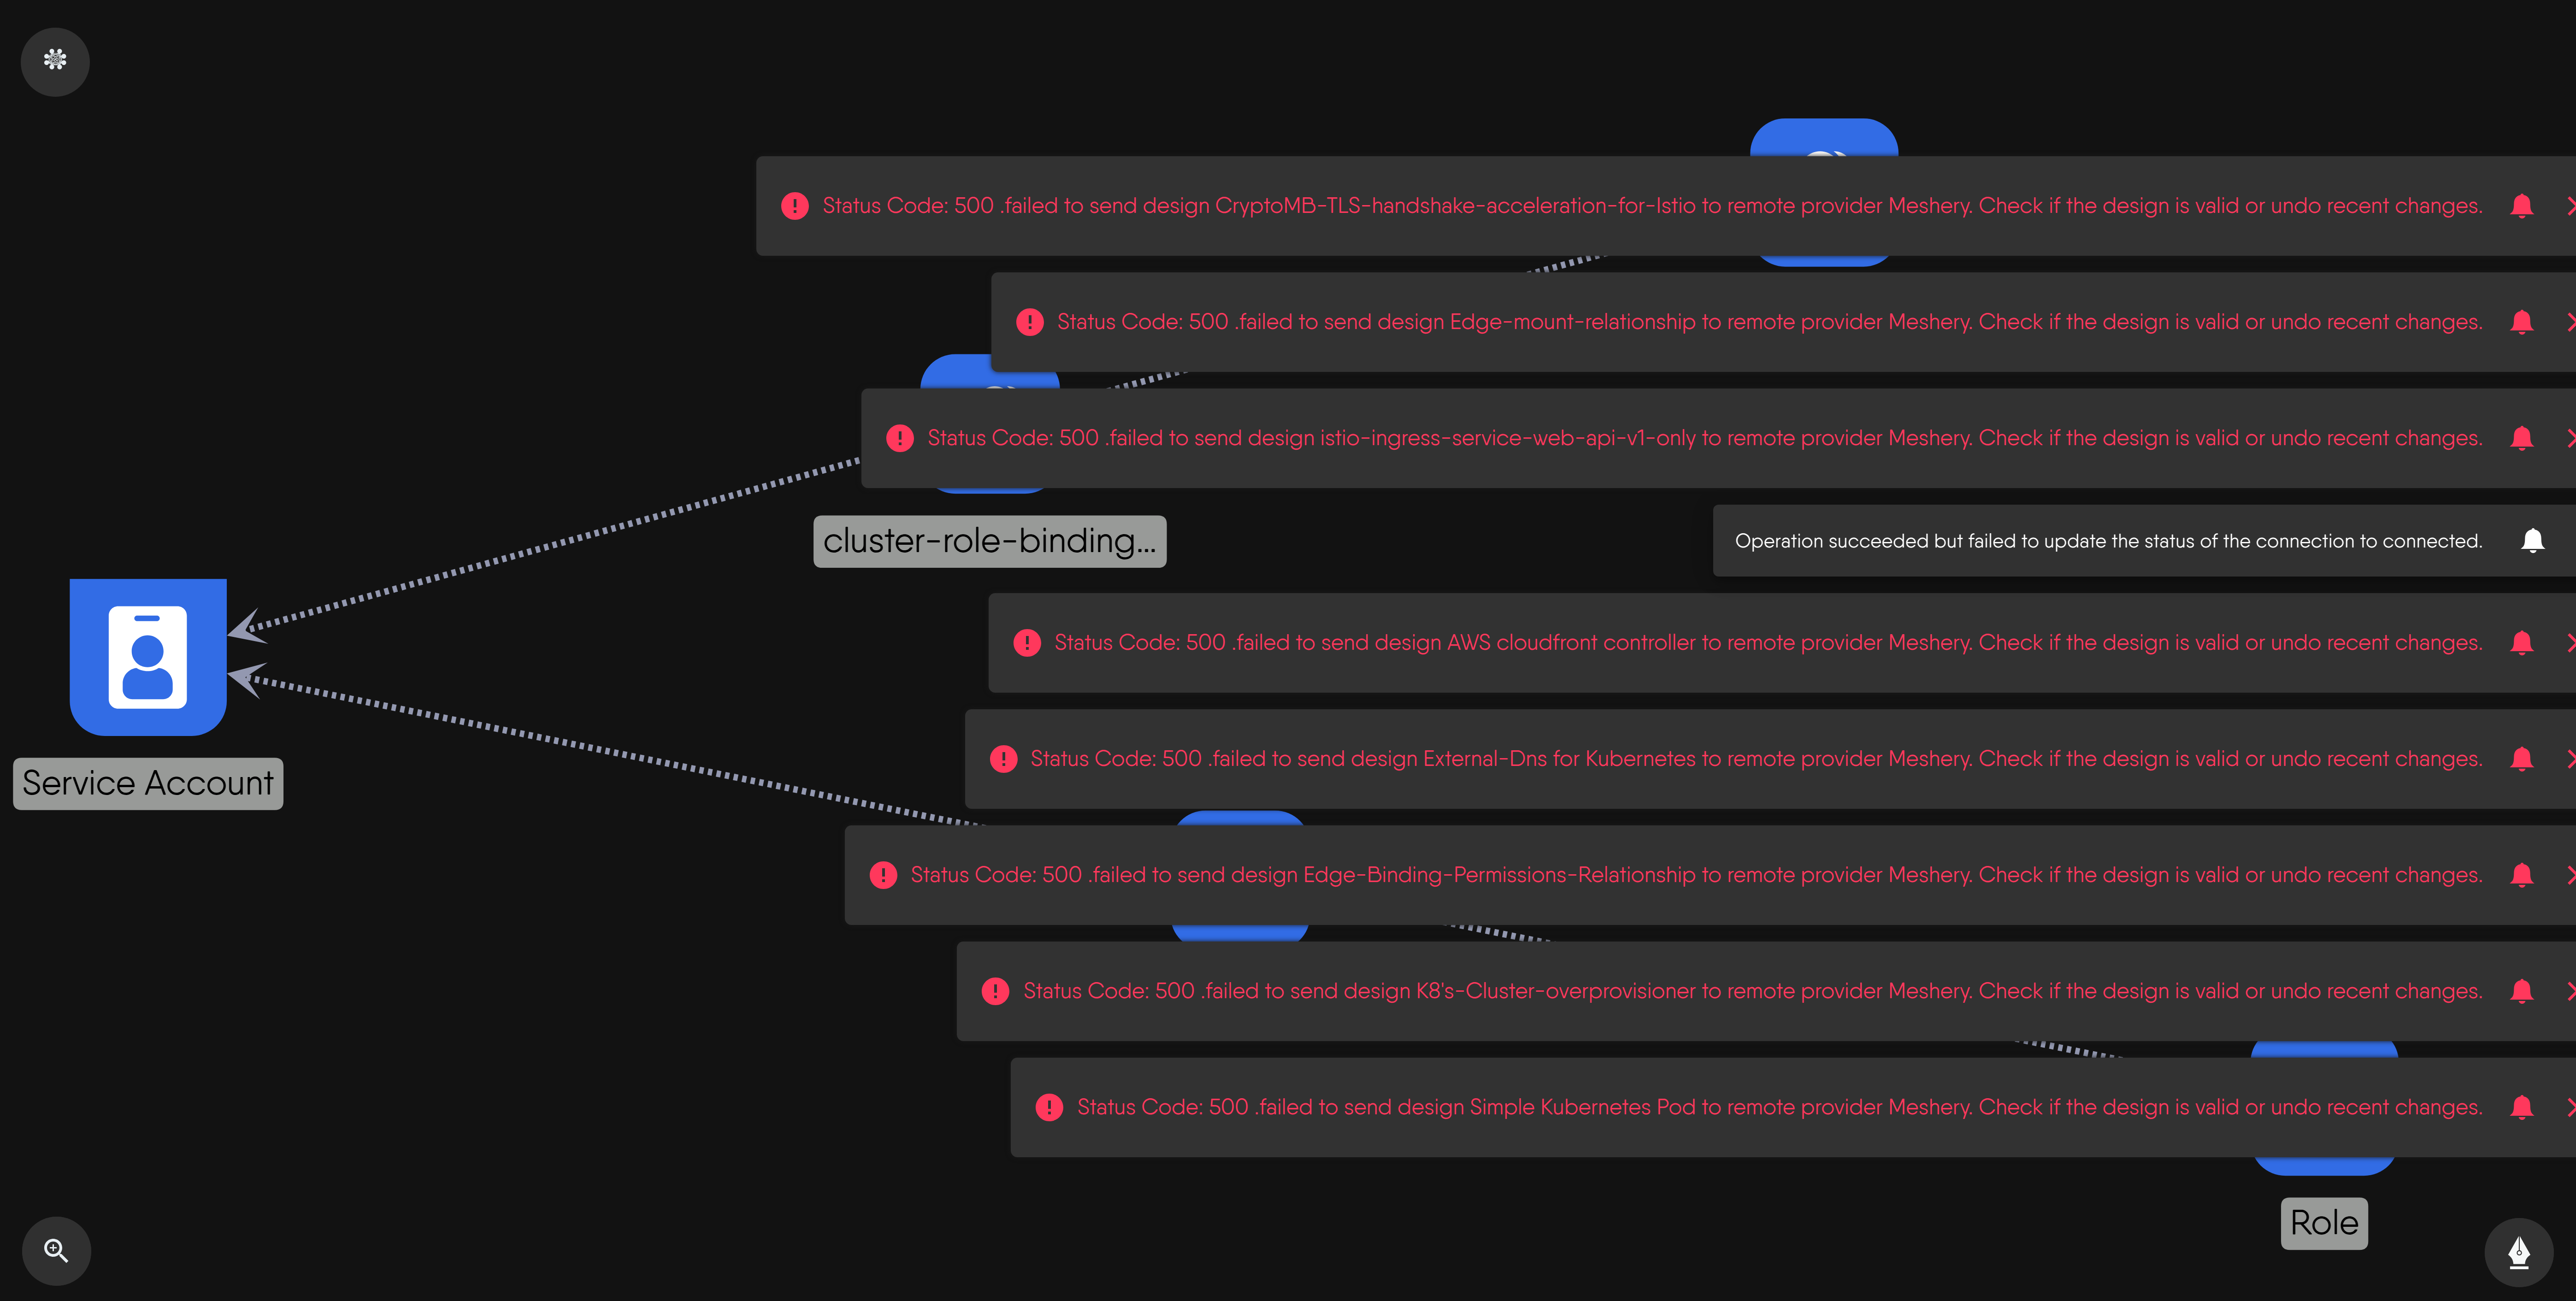 Status Code: 500 .failed to send design CryptoMB-TLS-handshake-acceleration-for-Istio to remote provider Meshery. Check if the design is valid or undo recent changes.
Status Code: 500 .failed to send design Edge-mount-relationship to remote provider Meshery. Check if the design is valid or undo recent changes.
Status Code: 500 .failed to send design istio-ingress-service-web-api-v1-only to remote provider Meshery. Check if the design is valid or undo recent changes.
cluster-role-binding...
Operation succeeded but failed to update the status of the connection to connected.
Status Code: 500 .failed to send design AWS cloudfront controller to remote provider Meshery. Check if the design is valid or undo recent changes.
Status Code: 500 .failed to send design External-Dns for Kubernetes to remote provider Meshery. Check if the design is valid or undo recent changes.
Service Account
Status Code: 500 .failed to send design Edge-Binding-Permissions-Relationship to remote provider Meshery. Check if the design is valid or undo recent changes.
Status Code: 500 .failed to send design K8's-Cluster-overprovisioner to remote provider Meshery. Check if the design is valid or undo recent changes.
Status Code: 500 .failed to send design Simple Kubernetes Pod to remote provider Meshery. Check if the design is valid or undo recent changes.
Role